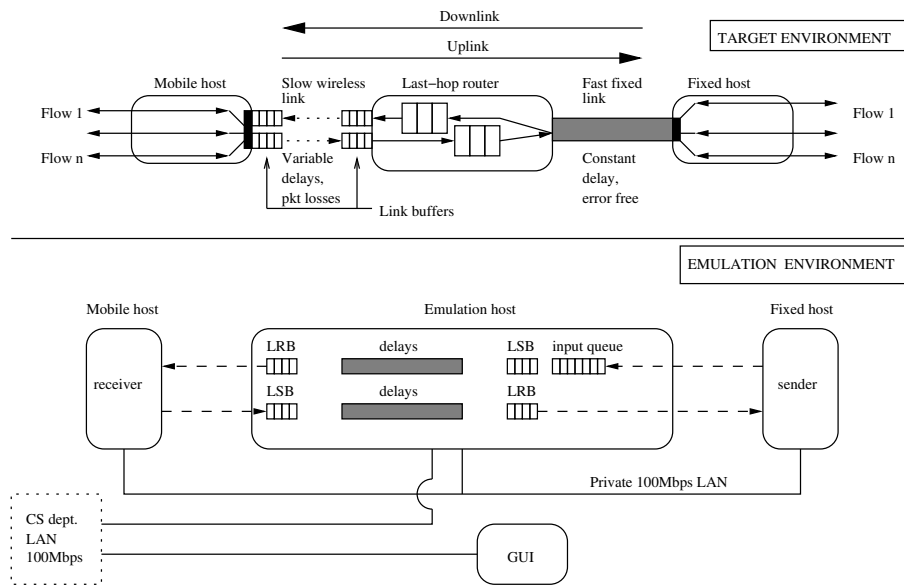 Downlink
TARGET ENVIRONMENT
Uplink
Mobile host
Slow wireless
link
Last-hop router
Fast fixed
link
Fixed host
Flow 1
Flow n
Variable
delays,
pkt losses
Constant
delay,
error free
Flow 1
Flow n
Link buffers
EMULATION ENVIRONMENT
Mobile host
Emulation host
Fixed host
LRB
delays
LSB
input queue
receiver
sender
LSB
delays
LRB
Private 100Mbps LAN
CS dept.
LAN
100Mbps
GUI